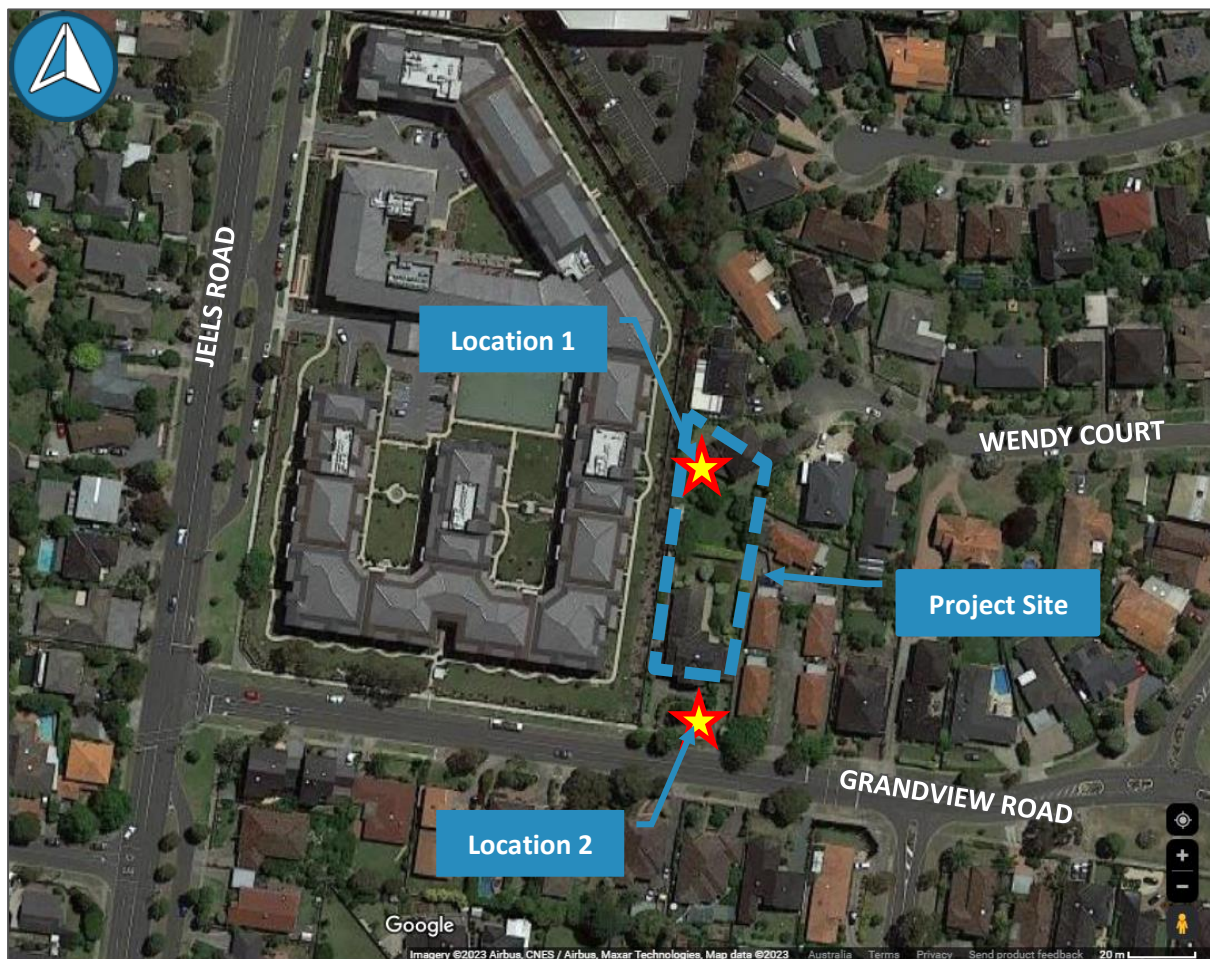 JELLS ROAD
Location 1
WENDY COURT
Project Site
GRANDVIEW ROAD
Location 2
Google
Imagery ©2023 Airbus, CNES / Airbus, Maxar Technologies, Map data ©2023 Australia Terms Privacy Send product feedback 20 m